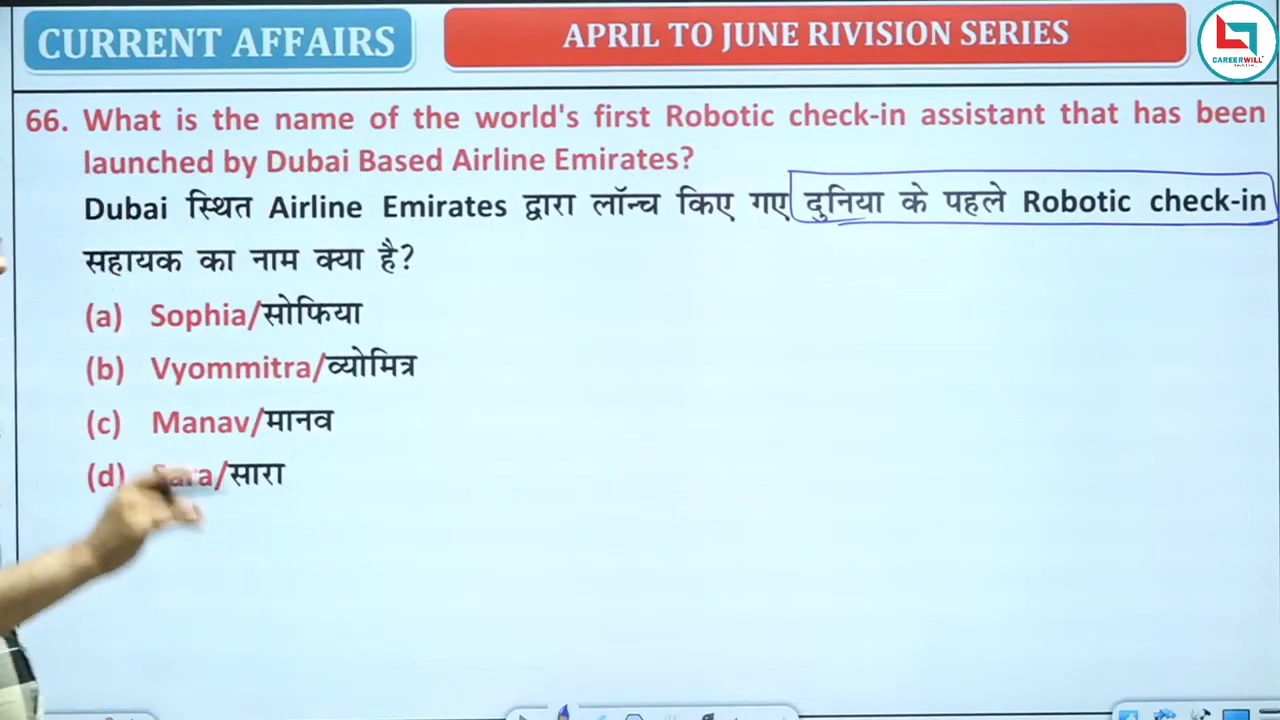 CURRENT AFFAIRS
APRIL TO JUNE RIVISION SERIES
CAREERWILL
66. What is the name of the world's first Robotic check-in assistant that has been
launched by Dubai Based Airline Emirates?
Dubai स्थित Airline Emirates द्वारा लॉन्च किए गए दुनिया के पहले Robotic check-in
सहायक का नाम क्या है?
(a) Sophia/सोफिया
(b) Vyommitra/व्योमित्र
(c) Manav/मानव
(d) Sara/सारा